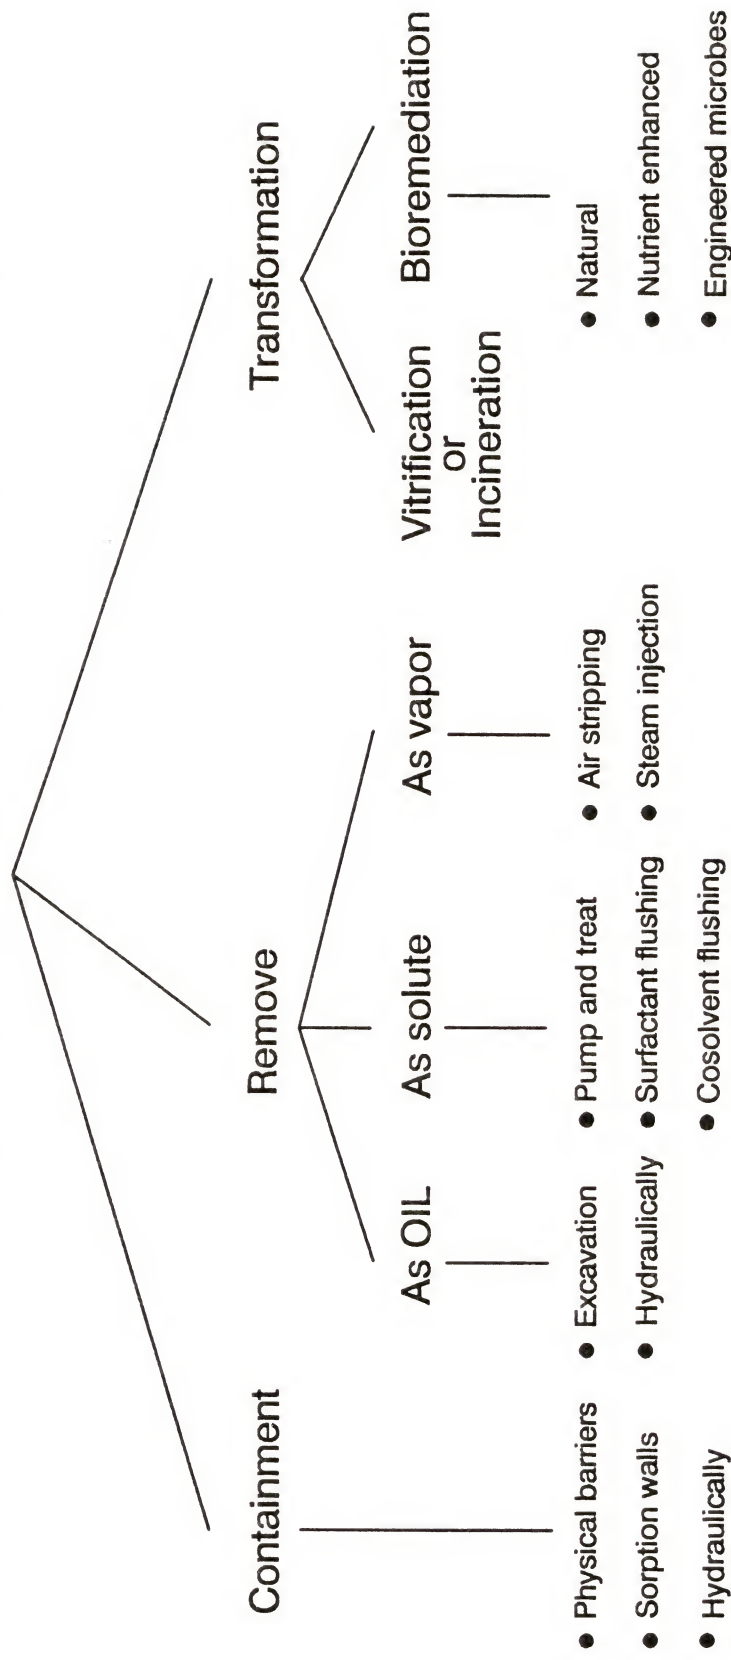 Containment
Remove
Transformation
As OIL
As solute
As vapor
Vitrification
or
Incineration
Bioremediation
● Physical barriers
● Sorption walls
● Hydraulically
● Excavation
● Hydraulically
● Pump and treat
● Surfactant flushing
● Cosolvent flushing
● Air stripping
● Steam injection
● Natural
● Nutrient enhanced
● Engineered microbes